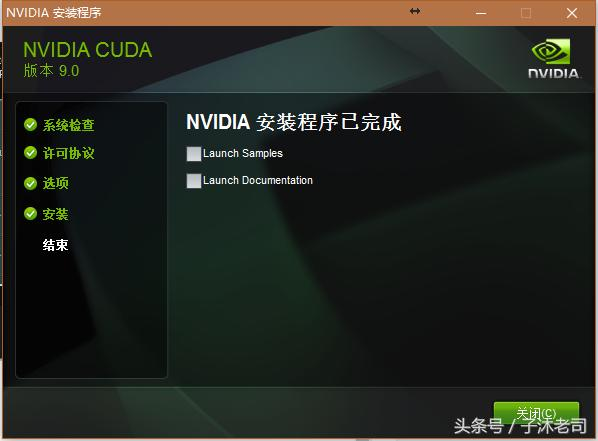 NVIDIA 安装程序
NVIDIA CUDA
版本 9.0
NVIDIA.
系统检查
许可协议
选项
安装
结束
NVIDIA 安装程序已完成
Launch Samples
Launch Documentation
关闭(C)
头条号 / 子沐老司